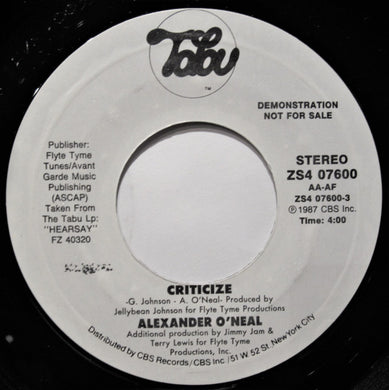 Tabu
TM
DEMONSTRATION
NOT FOR SALE
Publisher:
Flyte Tyme
Tunes/Avant
Garde Music
Publishing
(ASCAP)
Taken From
The Tabu Lp:
"HEARSAY"
FZ 40320
STEREO
ZS4 07600
AA-AF
ZS4 07600-3
℗ 1987 CBS Inc.
Time: 4:00
CRITICIZE
-G. Johnson - A. O'Neal- Produced by
Jellybean Johnson for Flyte Tyme Productions
ALEXANDER O'NEAL
Additional production by Jimmy Jam &
Terry Lewis for Flyte Tyme
Productions, Inc.
Distributed by CBS Records/CBS Inc./51 W. 52 St. New York City